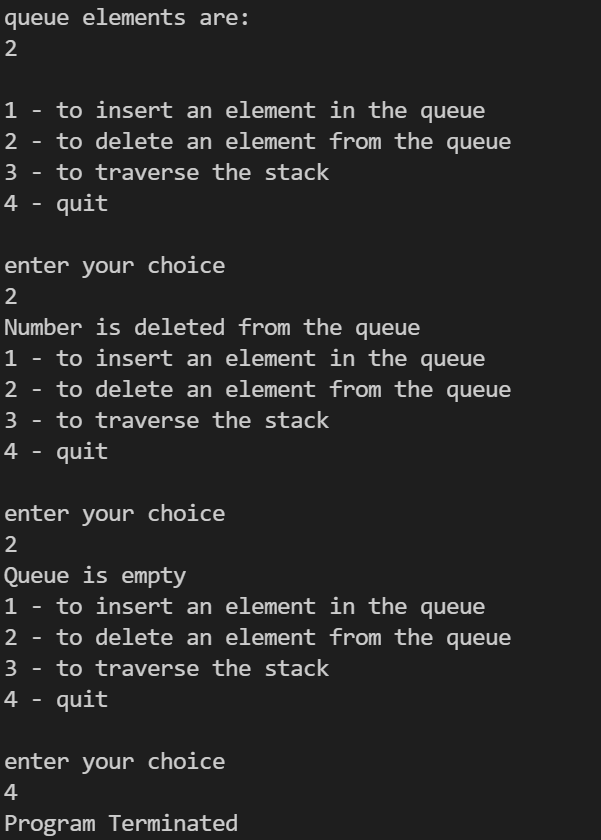 queue elements are:
2
1 - to insert an element in the queue
2 - to delete an element from the queue
3 - to traverse the stack
4 - quit
enter your choice
2
Number is deleted from the queue
1 - to insert an element in the queue
2 - to delete an element from the queue
3 - to traverse the stack
4 - quit
enter your choice
2
Queue is empty
1 - to insert an element in the queue
2 - to delete an element from the queue
3 - to traverse the stack
4 - quit
enter your choice
4
Program Terminated